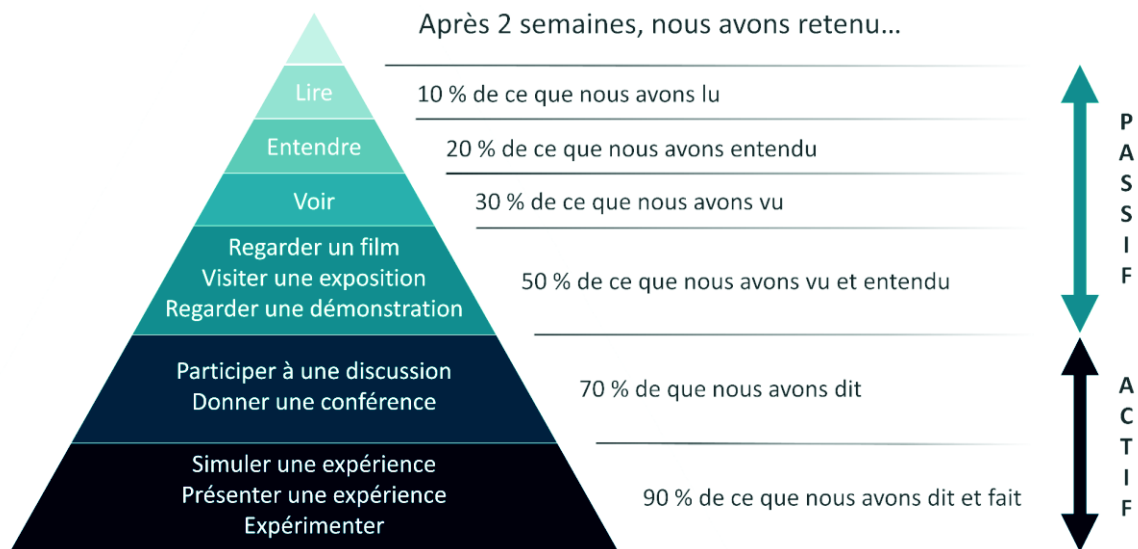 Après 2 semaines, nous avons retenu...
Lire
10 % de ce que nous avons lu
Entendre
20 % de ce que nous avons entendu
Voir
30 % de ce que nous avons vu
Regarder un film
Visiter une exposition
Regarder une démonstration
50 % de ce que nous avons vu et entendu
PASSIF
Participer à une discussion
Donner une conférence
70 % de que nous avons dit
Simuler une expérience
Présenter une expérience
Expérimenter
90 % de ce que nous avons dit et fait
ACTIF